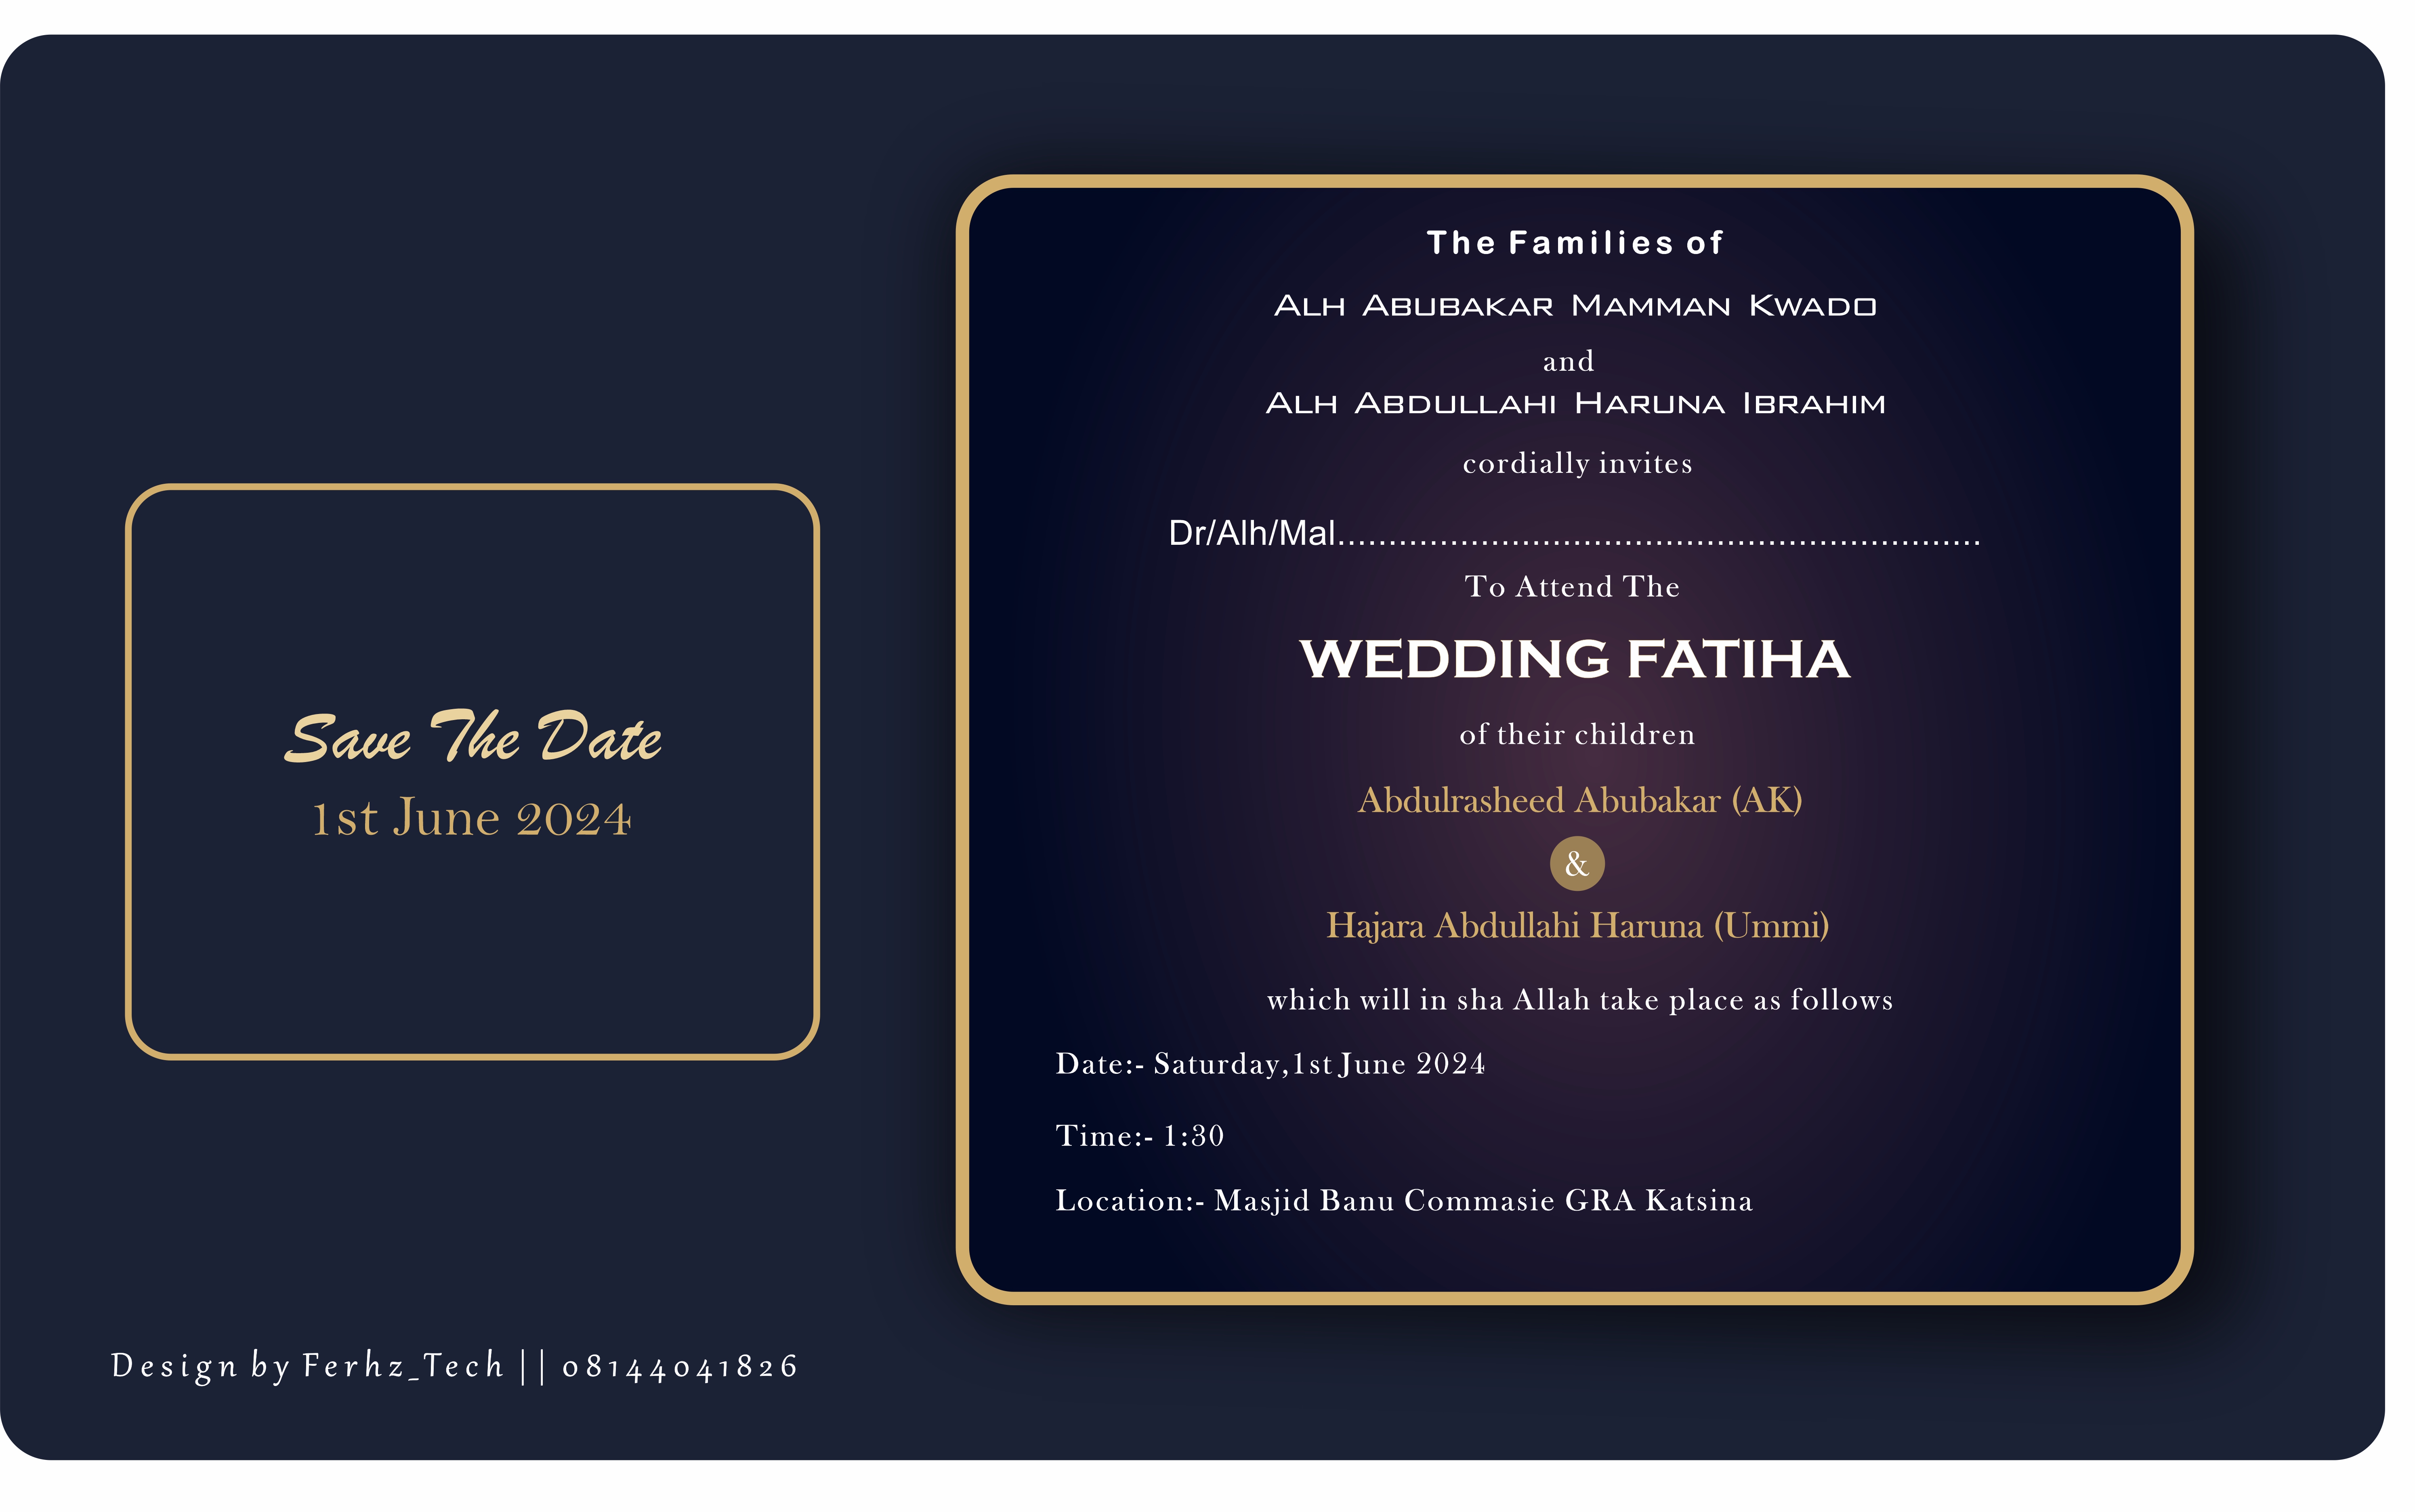 The Families of
Alh Abubakar Mamman Kwado
and
Alh Abdullahi Haruna Ibrahim
cordially invites
Dr/Alh/Mal...............................................................
To Attend The
WEDDING FATIHA
of their children
Abdulrasheed Abubakar (AK)
&
Hajara Abdullahi Haruna (Ummi)
which will in sha Allah take place as follows
Date:- Saturday,1st June 2024
Time:- 1:30
Location:- Masjid Banu Commasie GRA Katsina
Save The Date
1st June 2024
Design by Ferhz_Tech || 08144041826